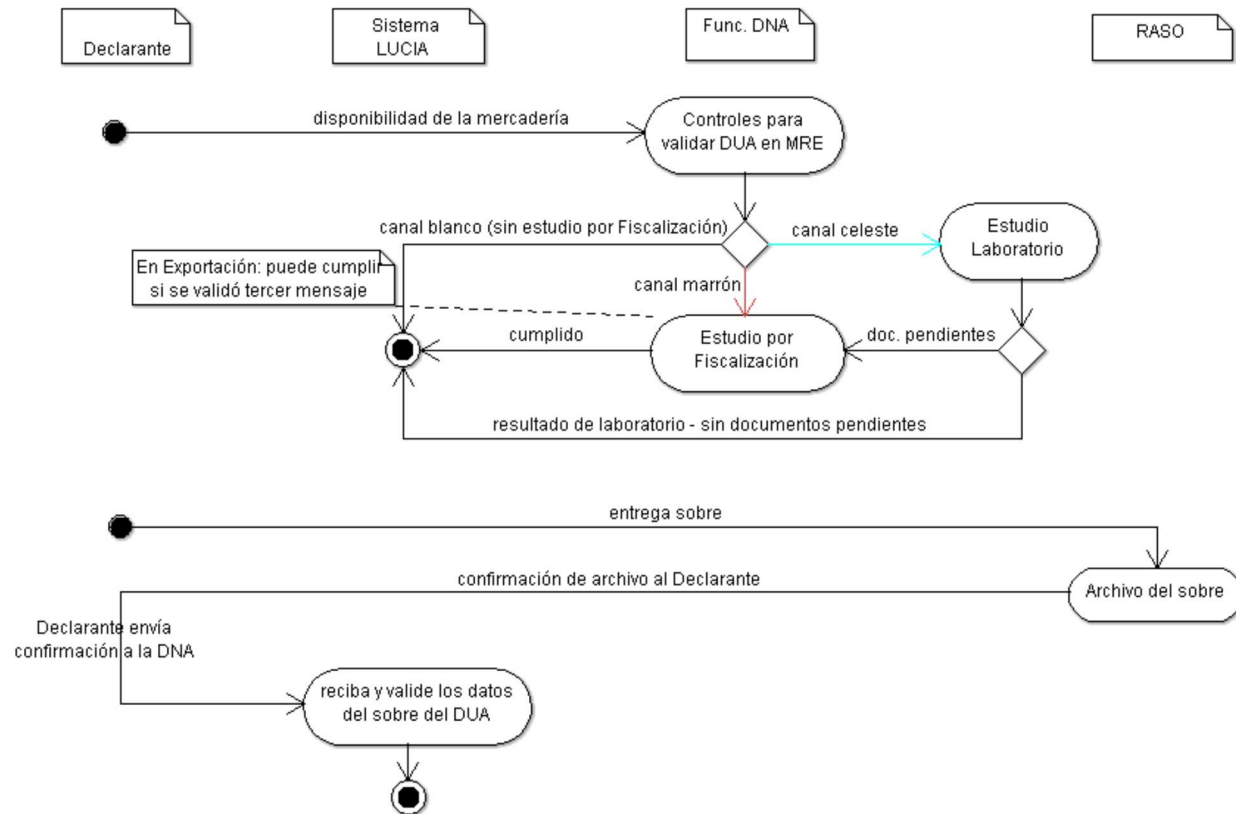 Declarante
Sistema
LUCIA
Func. DNA
RASO
disponibilidad de la mercadería
Controles para
validar DUA en MRE
canal blanco (sin estudio por Fiscalización)
canal celeste
Estudio
Laboratorio
En Exportación: puede cumplir
si se validó tercer mensaje
canal marrón
cumplido
Estudio por
Fiscalización
doc. pendientes
resultado de laboratorio - sin documentos pendientes
entrega sobre
confirmación de archivo al Declarante
Archivo del sobre
Declarante envía
confirmación a la DNA
reciba y valide los datos
del sobre del DUA